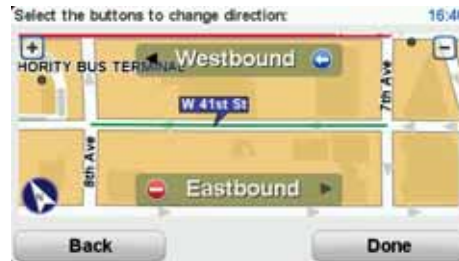 Select the buttons to change direction: 16:40
HORITY BUS TERMINAL
Westbound
7th Ave
W 41st St
8th Ave
Eastbound
Back Done